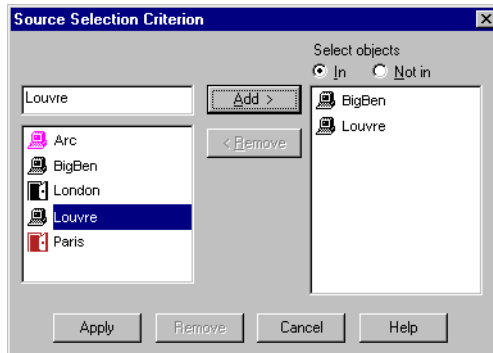 Source Selection Criterion
Select objects
In Not in
Louvre
Add >
< Remove
Arc
BigBen
London
Louvre
Paris
BigBen
Louvre
Apply Remove Cancel Help